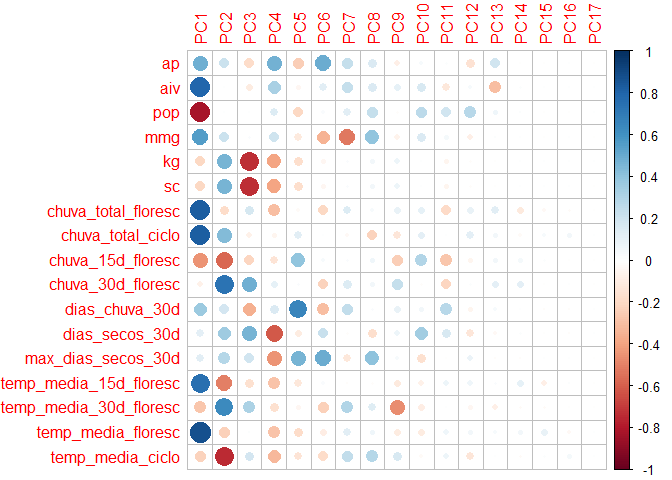 PC1 PC2 PC3 PC4 PC5 PC6 PC7 PC8 PC9 PC10 PC11 PC12 PC13 PC14 PC15 PC16 PC17
ap
aiv
pop
mmg
kg
sc
chuva_total_floresc
chuva_total_ciclo
chuva_15d_floresc
chuva_30d_floresc
dias_chuva_30d
dias_secos_30d
max_dias_secos_30d
temp_media_15d_floresc
temp_media_30d_floresc
temp_media_floresc
temp_media_ciclo
1
0.8
0.6
0.4
0.2
0
-0.2
-0.4
-0.6
-0.8
-1